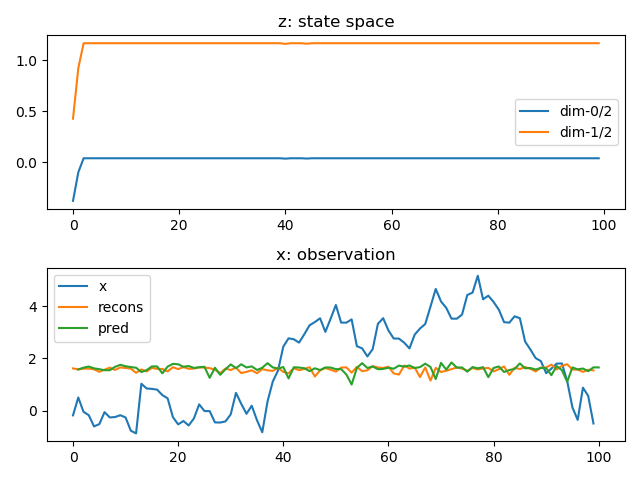 z: state space
1.0
0.5
0.0
dim-0/2
dim-1/2
0 20 40 60 80 100
x: observation
4
2
0
x
recons
pred
0 20 40 60 80 100